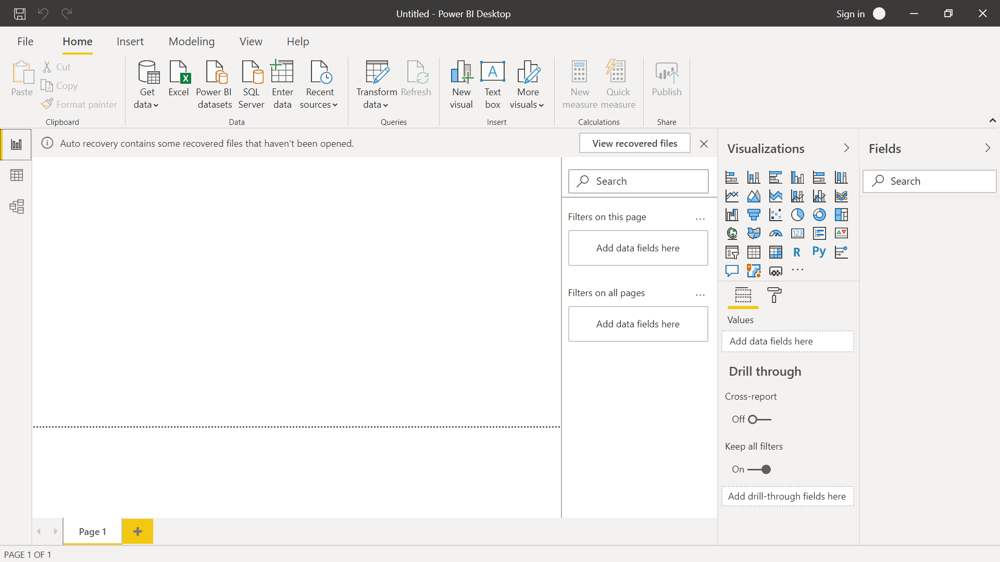 Untitled - Power BI Desktop
Sign in
File Home Insert Modeling View Help
Paste
Cut
Copy
Format painter
Clipboard
Get data
Excel
Power BI datasets
SQL Server
Enter data
Recent sources
Data
Transform data
Refresh
Queries
New visual
A
Text box
More visuals
Insert
New measure
Quick measure
Calculations
Publish
Share
Auto recovery contains some recovered files that haven't been opened.
View recovered files
Search
Filters on this page
...
Add data fields here
Filters on all pages
...
Add data fields here
Visualizations
123
R
Py
...
Values
Add data fields here
Drill through
Cross-report
Off
Keep all filters
On
Add drill-through fields here
Fields
Search
Page 1
PAGE 1 OF 1